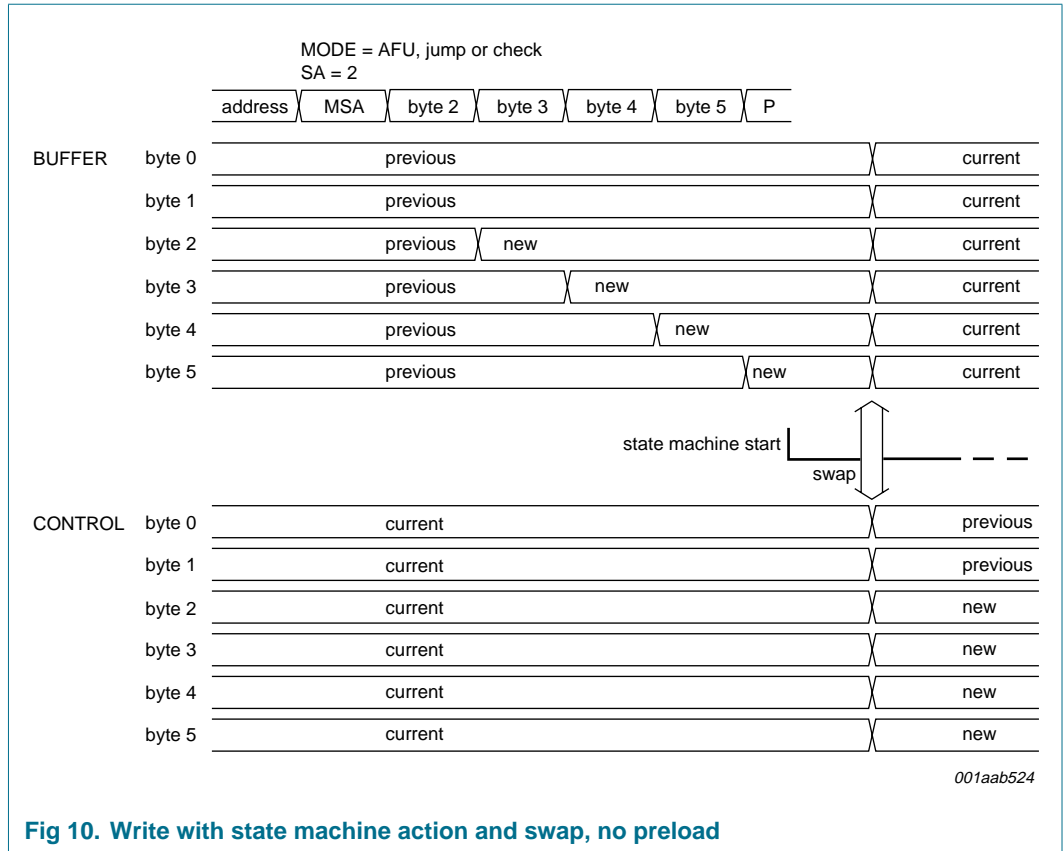 MODE = AFU, jump or check
SA = 2
address MSA byte 2 byte 3 byte 4 byte 5 P
BUFFER byte 0 previous current
byte 1 previous current
byte 2 previous new current
byte 3 previous new current
byte 4 previous new current
byte 5 previous new current
state machine start
swap
CONTROL byte 0 current previous
byte 1 current previous
byte 2 current new
byte 3 current new
byte 4 current new
byte 5 current new
001aab524
Fig 10. Write with state machine action and swap, no preload